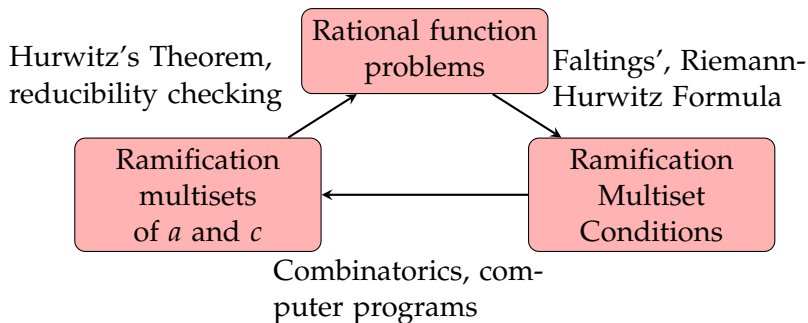 Rational function
problems
Hurwitz's Theorem,
reducibility checking
Faltings', Riemann-
Hurwitz Formula
Ramification
multisets
of a and c
Ramification
Multiset
Conditions
Combinatorics, com-
puter programs